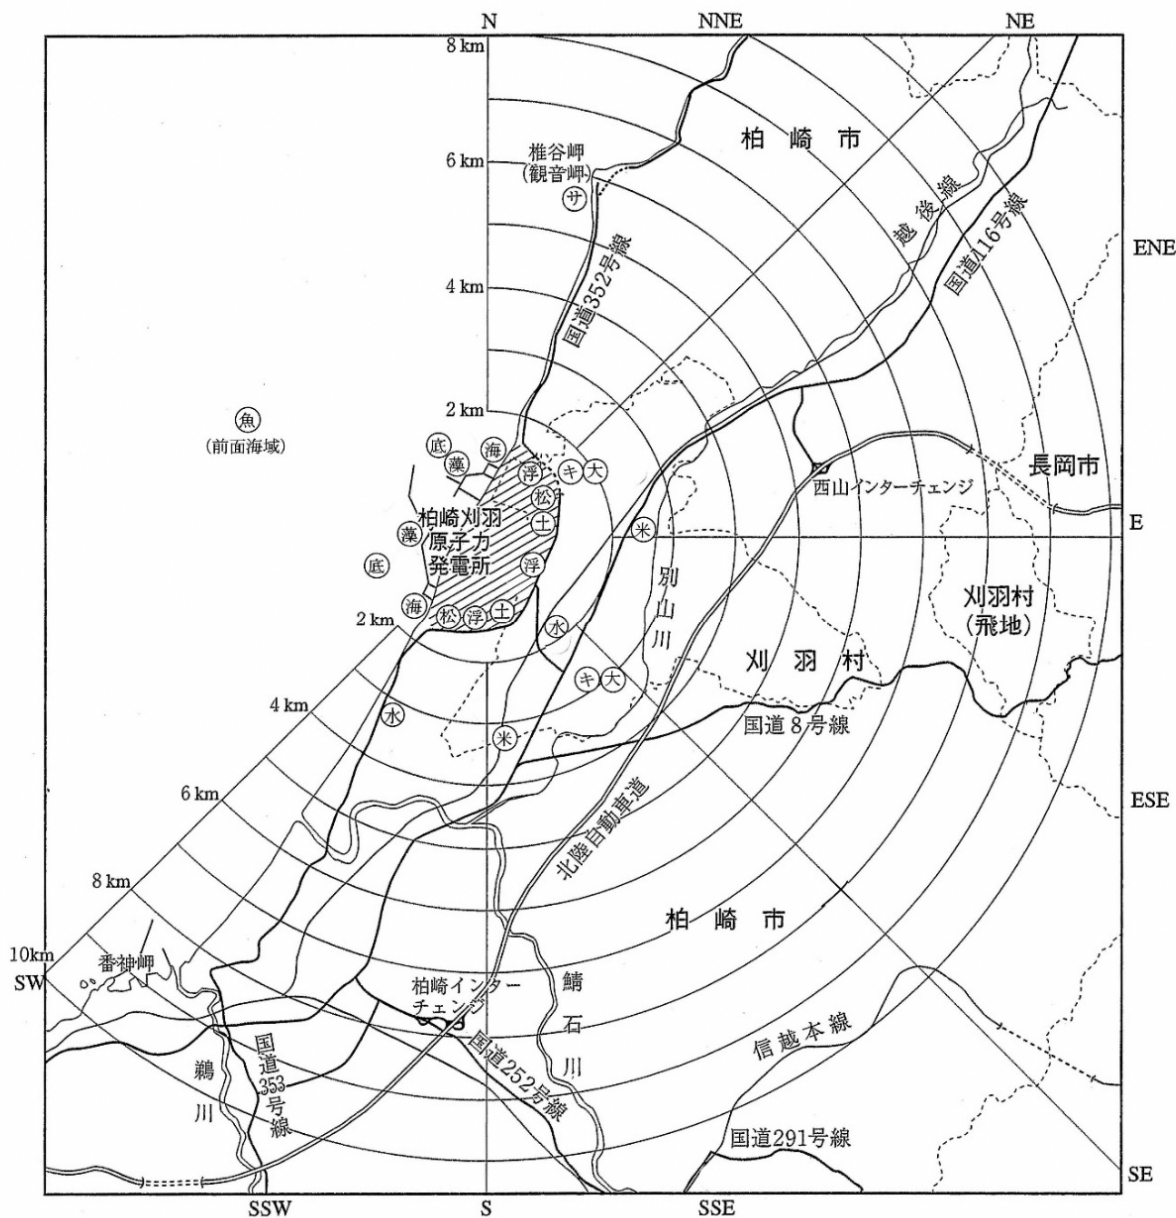 N
NNE
NE
8 km
柏崎市
椎谷岬
(観音岬)
6 km
サ
越後線
国道116号線
ENE
国道352号線
4 km
2 km
魚
(前面海域)
底
藻
海
浮
キ
大
松
土
長岡市
西山インターチェンジ
柏崎刈羽
原子力
発電所
藻
米
E
底
浮
別山川
刈羽村
(飛地)
海
松
浮
土
2 km
水
刈羽村
キ
大
4 km
水
米
国道8号線
6 km
北陸自動車道
ESE
8 km
柏崎市
10km
SW
番神岬
柏崎インター
チェンジ
鯖石川
信越本線
国道353号線
国道252号線
鵜川
国道291号線
SE
SSW
S
SSE